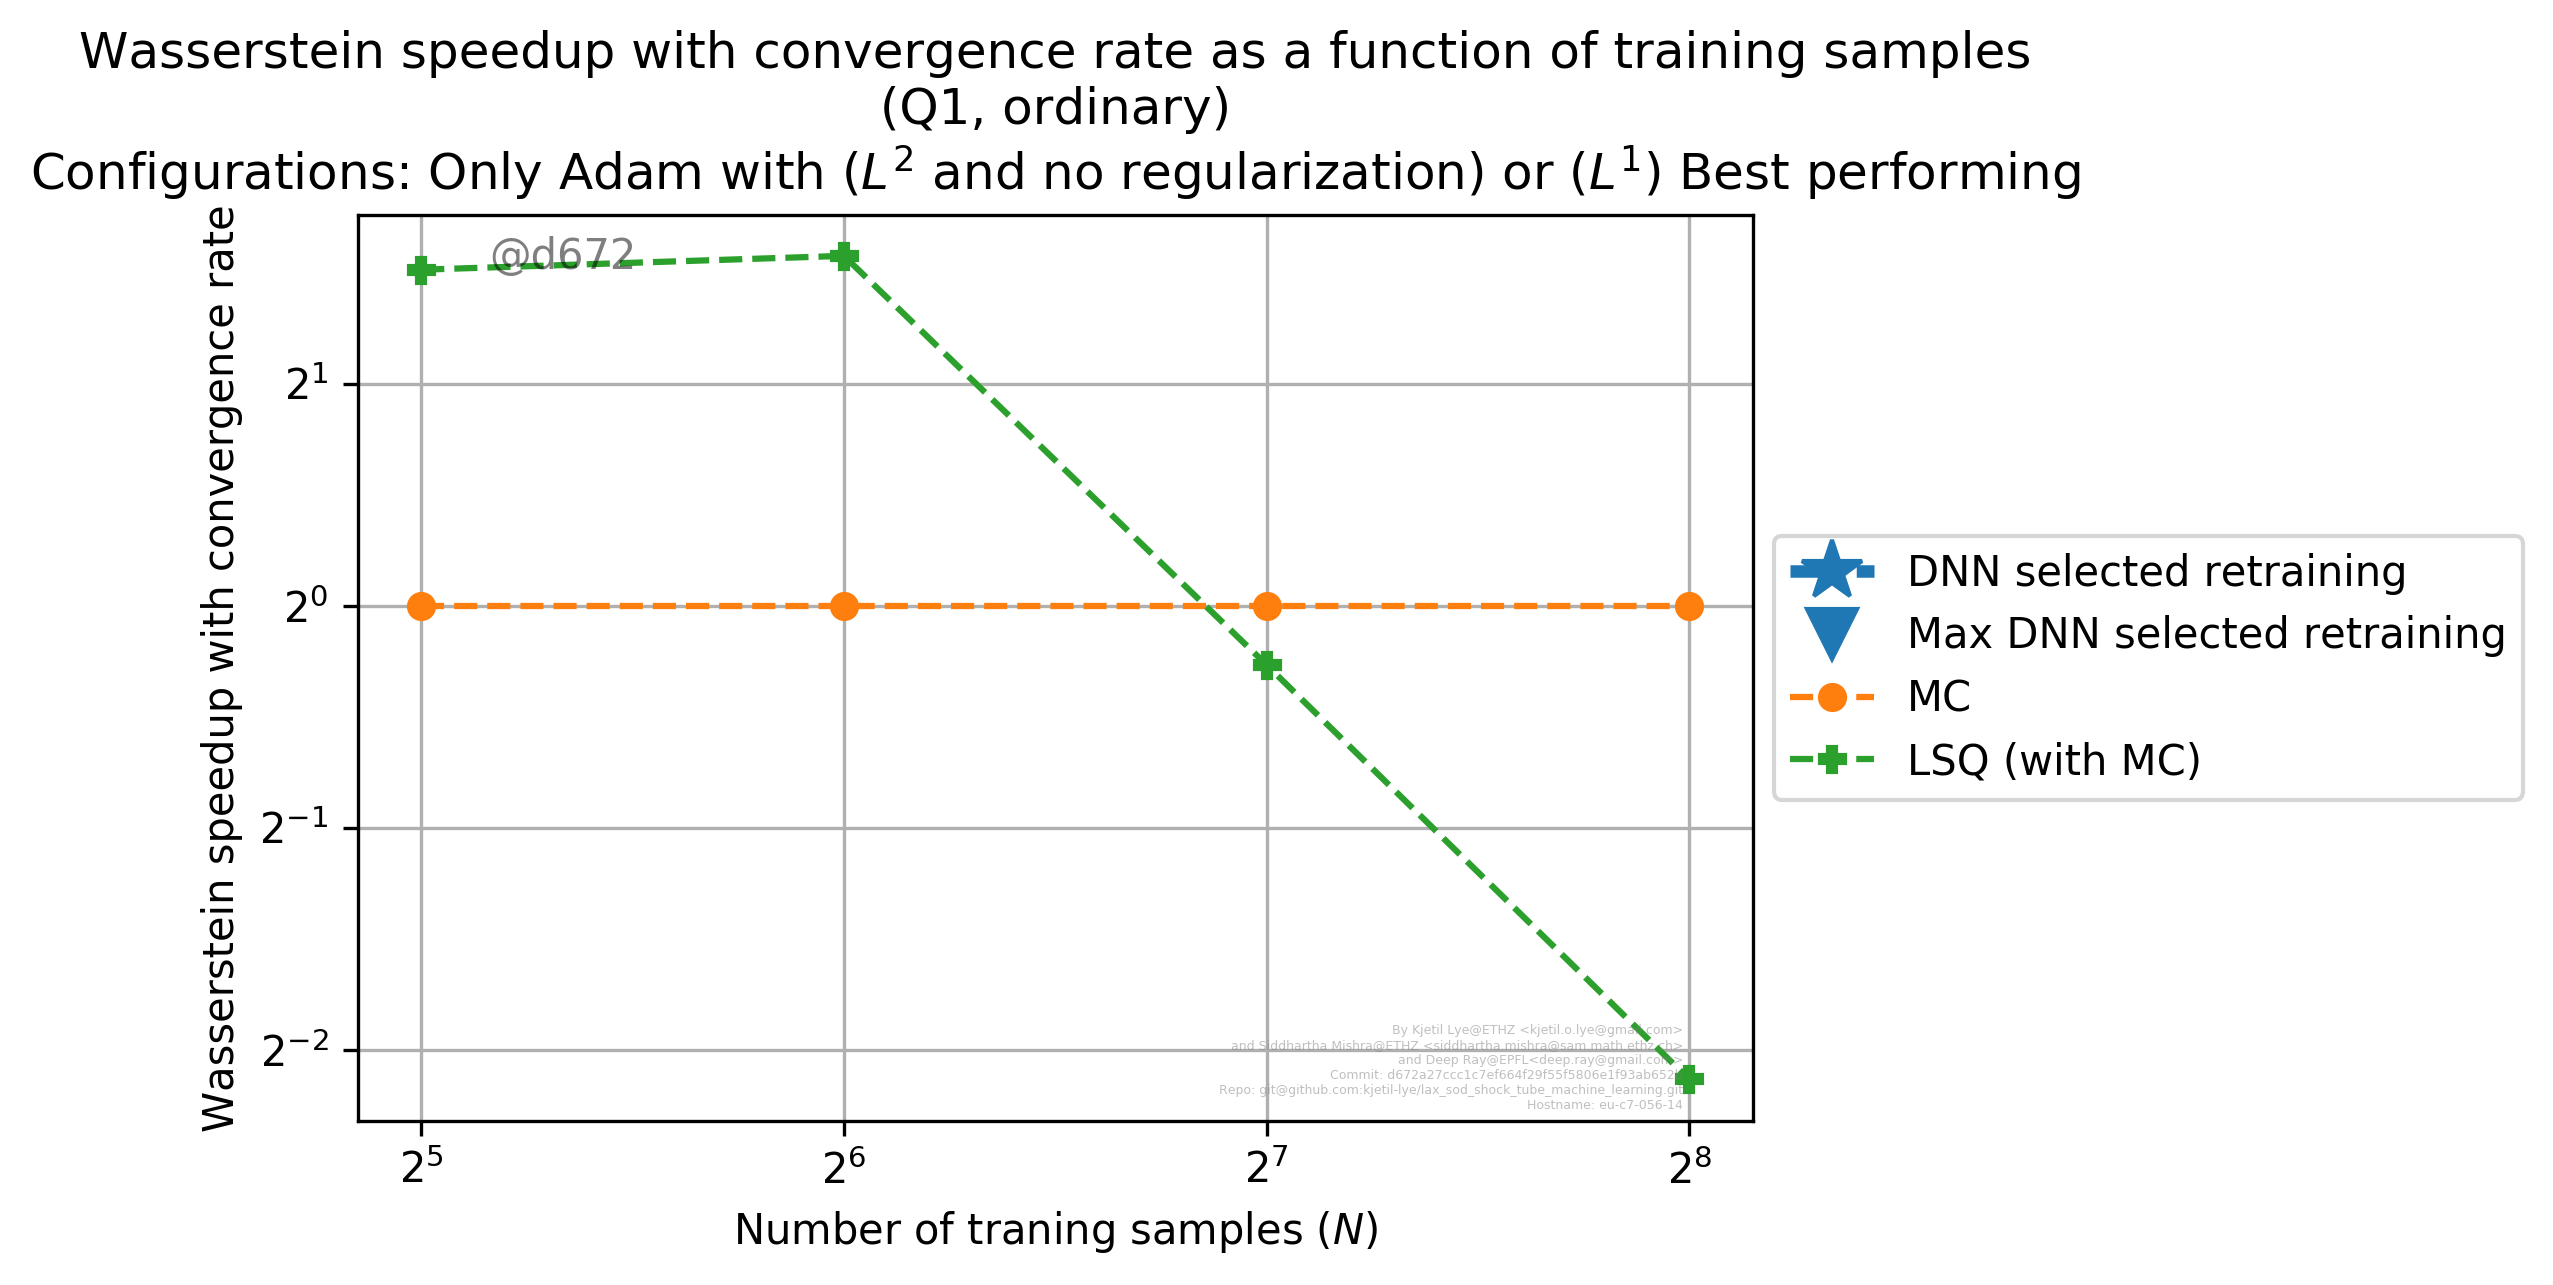 Wasserstein speedup with convergence rate as a function of training samples
(Q1, ordinary)
Configurations: Only Adam with (L² and no regularization) or (L¹) Best performing
Wasserstein speedup with convergence rate
@d672
2¹
2⁰
2⁻¹
2⁻²
DNN selected retraining
Max DNN selected retraining
MC
LSQ (with MC)
By Kjetil Lye@ETHZ <kjetil.o.lye@gmail.com>
and Siddhartha Mishra@ETHZ <siddhartha.mishra@sam.math.ethz.ch>
and Deep Ray@EPFL<deep.ray@gmail.com>
Commit:
Repo: git@github.com:kjetil-lye/lax_sod_shock_tube_machine_learning.git
Hostname: eu-c7-056-14
2⁵
2⁶
2⁷
2⁸
Number of traning samples (N)